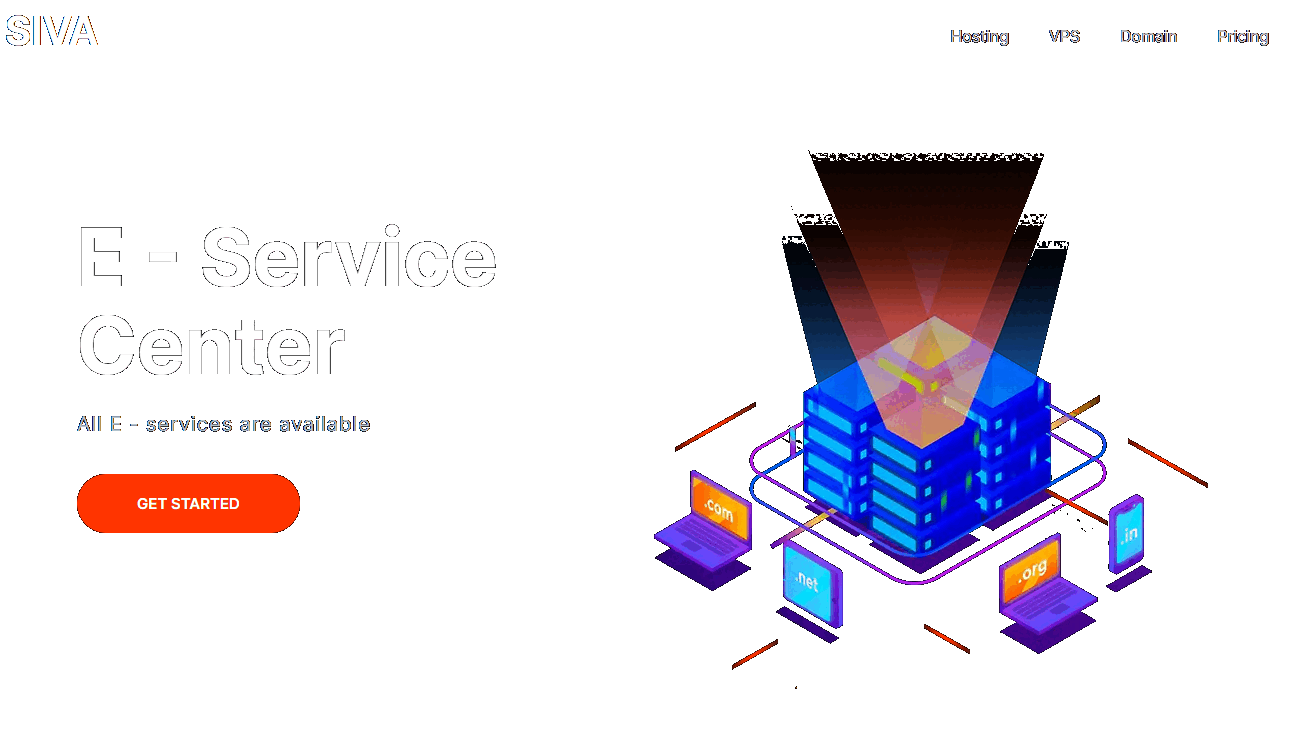 SIVA
Hosting VPS Domain Pricing
E - Service
Center
All E - services are available
GET STARTED
.com
.net
.org
.in